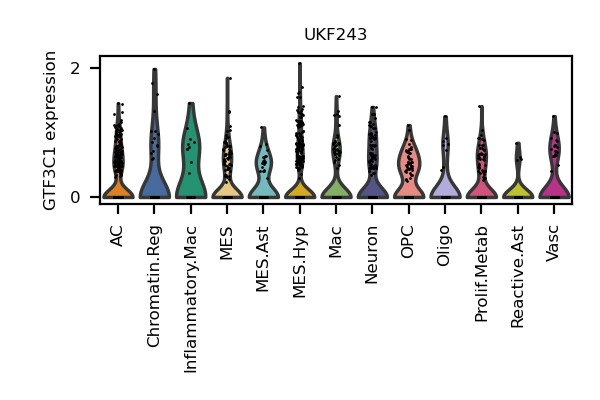 UKF243
GTF3C1 expression
2
0
AC
Chromatin.Reg
Inflammatory.Mac
MES
MES.Ast
MES.Hyp
Mac
Neuron
OPC
Oligo
Prolif.Metab
Reactive.Ast
Vasc